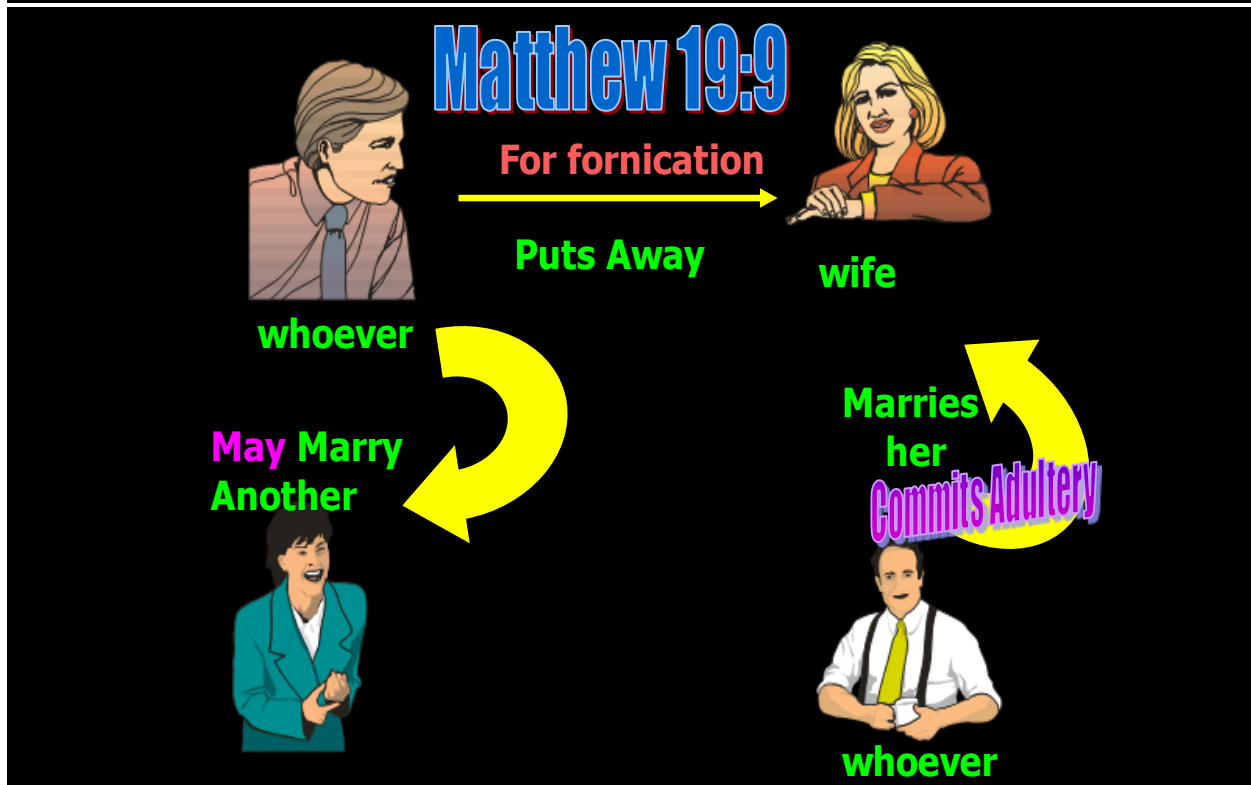 Matthew 19:9
For fornication
Puts Away
wife
whoever
Marries
her
Commits Adultery
May Marry
Another
whoever